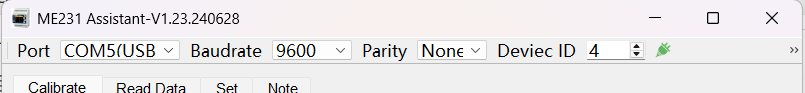 ME231 Assistant-V1.23.240628
Port COM5(USB Baudrate 9600 Parity None Deviec ID 4 »
Calibrate Read Data Set Note